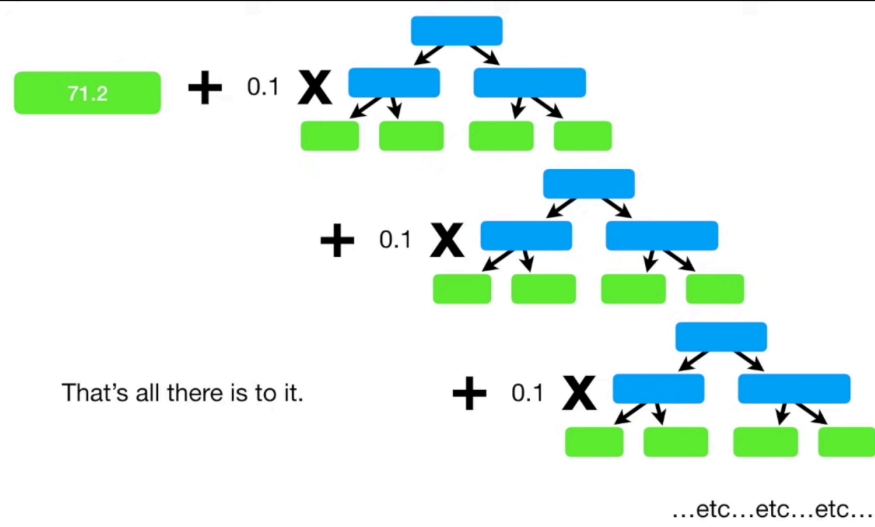 71.2 + 0.1 X
+ 0.1 X
That's all there is to it. + 0.1 X
...etc...etc...etc...